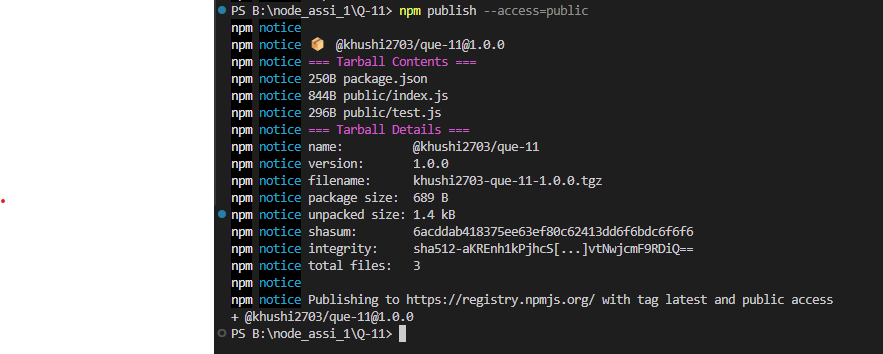 PS B:\node_assi_1\Q-11> npm publish --access=public
npm notice
npm notice 📦 @khushi2703/que-11@1.0.0
npm notice === Tarball Contents ===
npm notice 250B package.json
npm notice 844B public/index.js
npm notice 296B public/test.js
npm notice === Tarball Details ===
npm notice name: @khushi2703/que-11
npm notice version: 1.0.0
npm notice filename: khushi2703-que-11-1.0.0.tgz
npm notice package size: 689 B
npm notice unpacked size: 1.4 kB
npm notice shasum: 6acddab418375ee63ef80c62413dd6f6bdc6f6f6
npm notice integrity: sha512-aKREnh1kPjhcS[...]vtNwjcmF9RDiQ==
npm notice total files: 3
npm notice
npm notice Publishing to https://registry.npmjs.org/ with tag latest and public access
+ @khushi2703/que-11@1.0.0
PS B:\node_assi_1\Q-11>